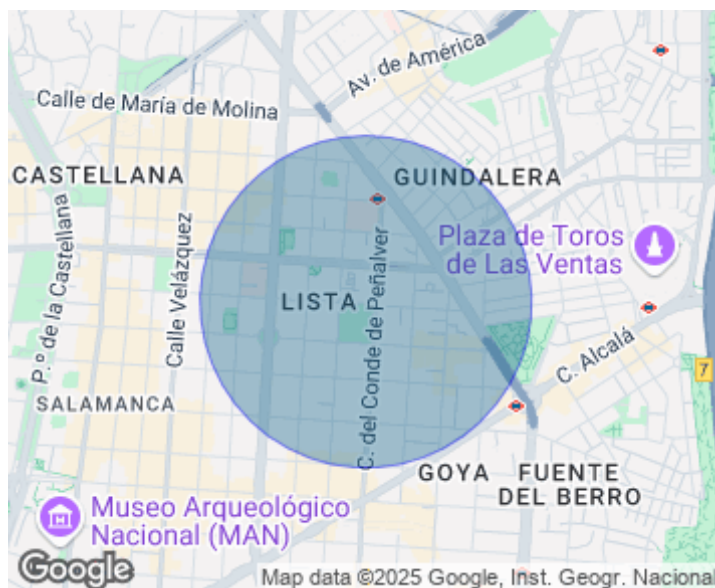 Av. de América
Calle de María de Molina
CASTELLANA
GUINDALERA
P.º de la Castellana
Calle Velázquez
C. del Conde de Peñalver
Plaza de Toros
de Las Ventas
LISTA
C. Alcalá
7
SALAMANCA
GOYA
FUENTE
DEL BERRO
Museo Arqueológico
Nacional (MAN)
Google
Map data ©2025 Google, Inst. Geogr. Nacional